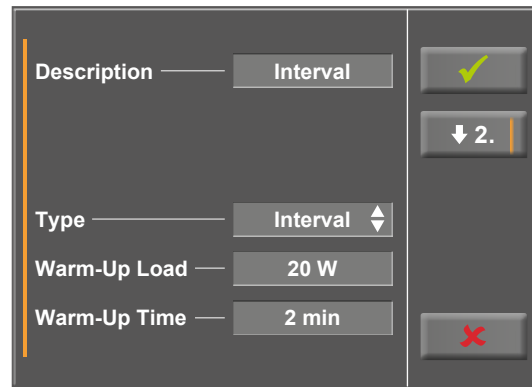 Description Interval
2.
Type Interval
Warm-Up Load 20 W
Warm-Up Time 2 min